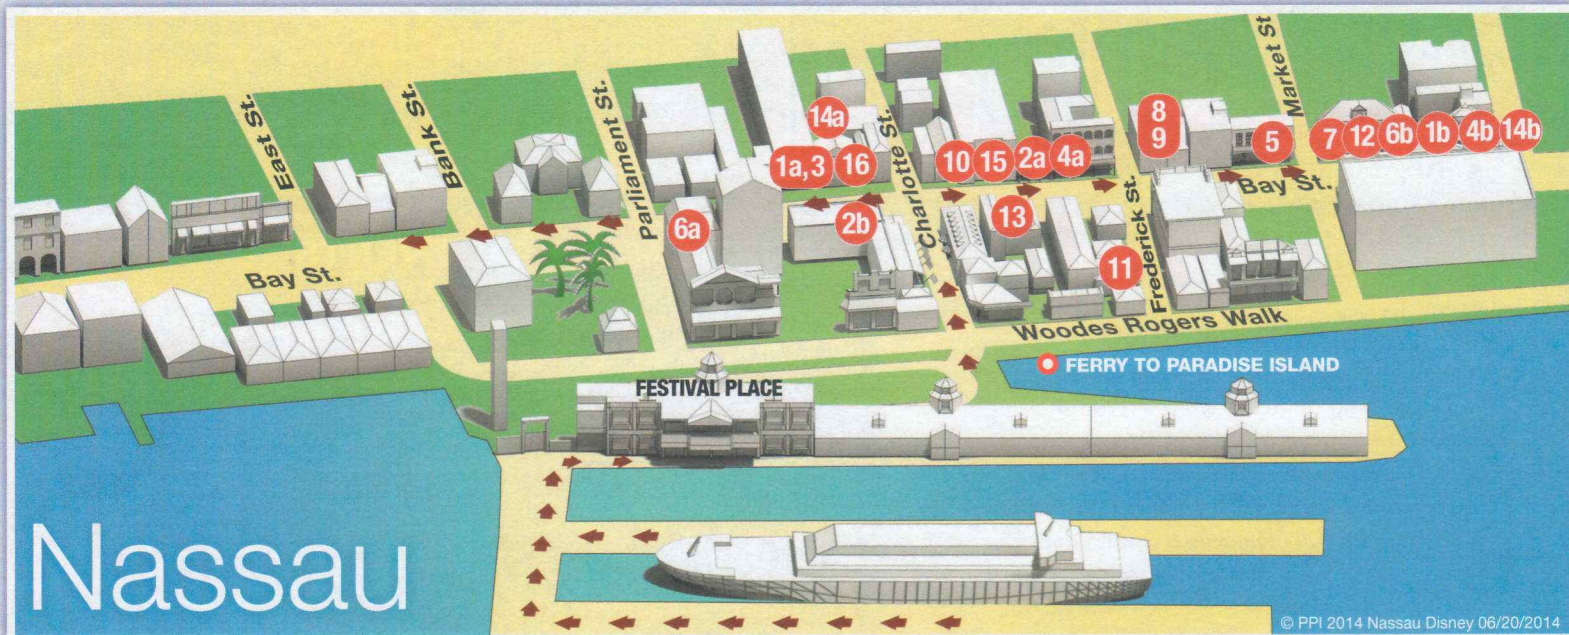 East St.
Bank St.
Parliament St.
Charlotte St.
Market St
14a
1a, 3
16
10
15
2a
4a
8
9
5
7
12
6b
1b
4b
14b
6a
2b
13
11
Frederick St.
Bay St.
Bay St.
Woodes Rogers Walk
FERRY TO PARADISE ISLAND
FESTIVAL PLACE
Nassau
© PPI 2014 Nassau Disney 06/20/2014